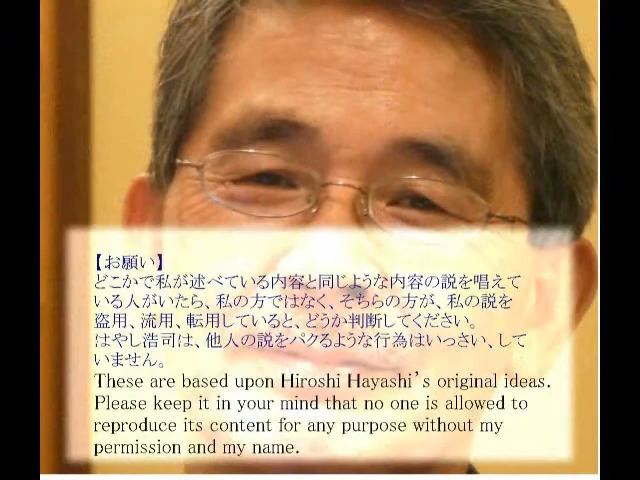 【お願い】
どこかで私が述べている内容と同じような内容の説を唱えて
いる人がいたら、私の方ではなく、そちらの方が、私の説を
盗用、流用、転用していると、どうか判断してください。
はやし浩司は、他人の説をパクるような行為はいっさい、して
いません。
These are based upon Hiroshi Hayashi's original ideas.
Please keep it in your mind that no one is allowed to
reproduce its content for any purpose without my
permission and my name.